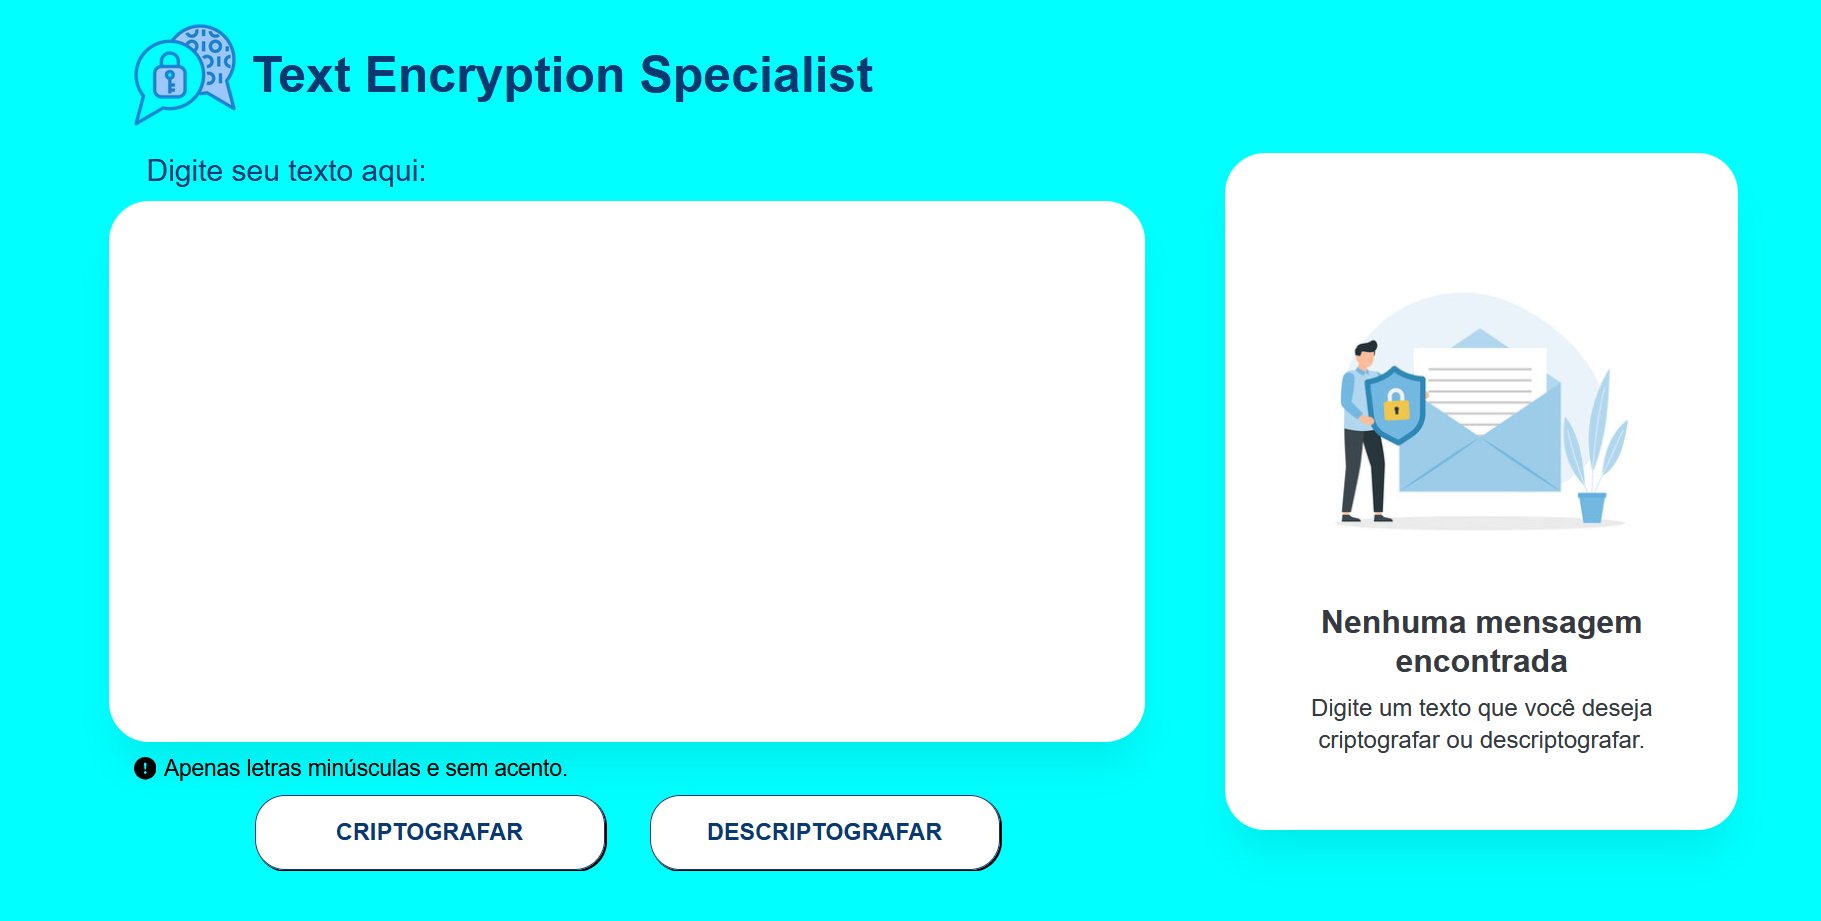 Text Encryption Specialist
Digite seu texto aqui:
Apenas letras minúsculas e sem acento.
CRIPTOGRAFAR
DESCRIPTOGRAFAR
Nenhuma mensagem
encontrada
Digite um texto que você deseja
criptografar ou descriptografar.